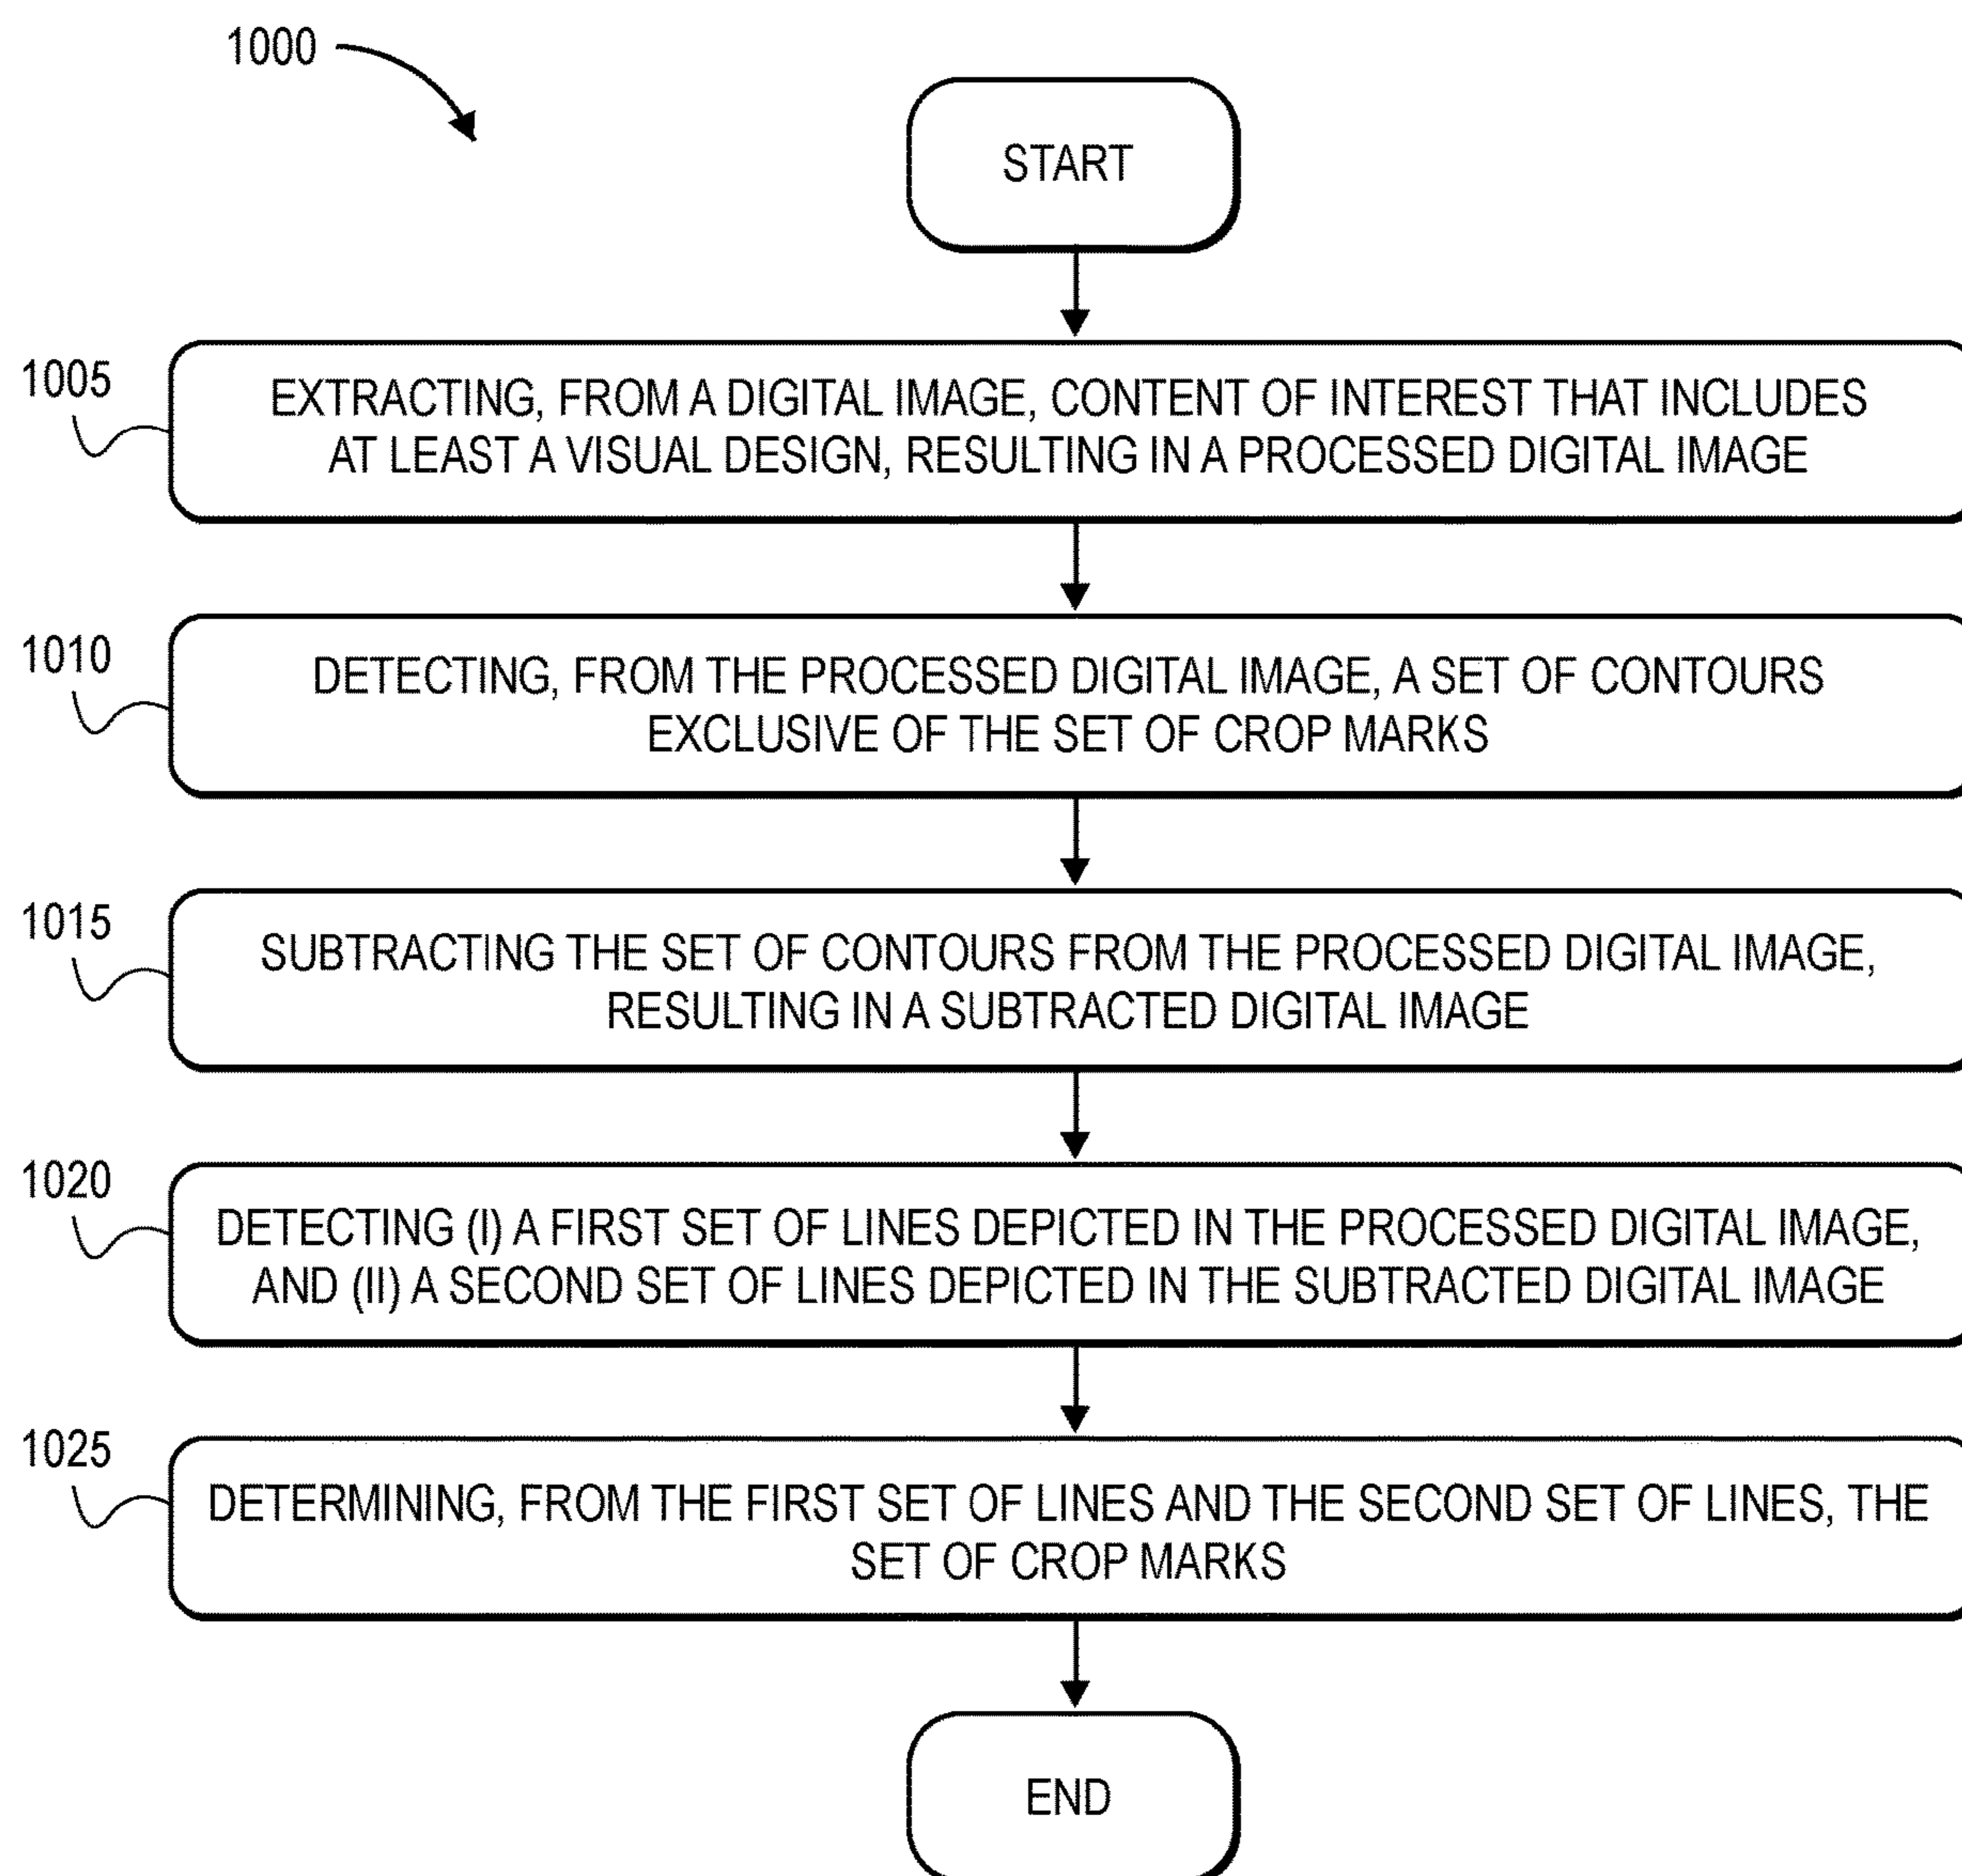 1000
START
1005
EXTRACTING, FROM A DIGITAL IMAGE, CONTENT OF INTEREST THAT INCLUDES
AT LEAST A VISUAL DESIGN, RESULTING IN A PROCESSED DIGITAL IMAGE
1010
DETECTING, FROM THE PROCESSED DIGITAL IMAGE, A SET OF CONTOURS
EXCLUSIVE OF THE SET OF CROP MARKS
1015
SUBTRACTING THE SET OF CONTOURS FROM THE PROCESSED DIGITAL IMAGE,
RESULTING IN A SUBTRACTED DIGITAL IMAGE
1020
DETECTING (I) A FIRST SET OF LINES DEPICTED IN THE PROCESSED DIGITAL IMAGE,
AND (II) A SECOND SET OF LINES DEPICTED IN THE SUBTRACTED DIGITAL IMAGE
1025
DETERMINING, FROM THE FIRST SET OF LINES AND THE SECOND SET OF LINES, THE
SET OF CROP MARKS
END